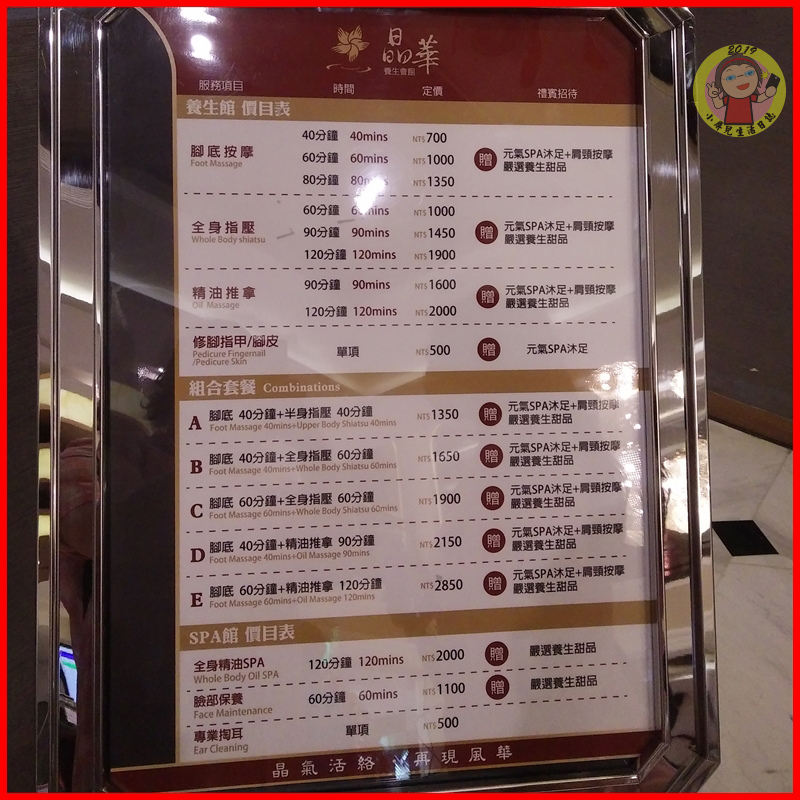 晶華
養生會館
2019
小屏兒生活日誌
服務項目 時間 定價 禮賓招待
養生館 價目表
腳底按摩
Foot Massage
40分鐘 40mins NT$700
60分鐘 60mins NT$1000
80分鐘 80mins NT$1350
贈 元氣SPA沐足+肩頸按摩
嚴選養生甜品
全身指壓
Whole Body shiatsu
60分鐘 60mins NT$1000
90分鐘 90mins NT$1450
120分鐘 120mins NT$1900
贈 元氣SPA沐足+肩頸按摩
嚴選養生甜品
精油推拿
Oil Massage
90分鐘 90mins NT$1600
120分鐘 120mins NT$2000
贈 元氣SPA沐足+肩頸按摩
嚴選養生甜品
修腳指甲/腳皮
Pedicure Fingernail
/Pedicure Skin
單項 NT$500 贈 元氣SPA沐足
組合套餐 Combinations
A 腳底 40分鐘+半身指壓 40分鐘 NT$1350 贈 元氣SPA沐足+肩頸按摩
Foot Massage 40mins+Upper Body Shiatsu 40mins 嚴選養生甜品
B 腳底 40分鐘+全身指壓 60分鐘 NT$1650 贈 元氣SPA沐足+肩頸按摩
Foot Massage 40mins+Whole Body Shiatsu 60mins 嚴選養生甜品
C 腳底 60分鐘+全身指壓 60分鐘 NT$1900 贈 元氣SPA沐足+肩頸按摩
Foot Massage 60mins+Whole Body Shiatsu 60mins 嚴選養生甜品
D 腳底 40分鐘+精油推拿 90分鐘 NT$2150 贈 元氣SPA沐足+肩頸按摩
Foot Massage 40mins+Oil Massage 90mins 嚴選養生甜品
E 腳底 60分鐘+精油推拿 120分鐘 NT$2850 贈 元氣SPA沐足+肩頸按摩
Foot Massage 60mins+Oil Massage 120mins 嚴選養生甜品
SPA館 價目表
全身精油SPA 120分鐘 120mins NT$2000 贈 嚴選養生甜品
Whole Body Oil SPA
臉部保養 60分鐘 60mins NT$1100 贈 嚴選養生甜品
Face Maintenance
專業掏耳 單項 NT$500
Ear Cleaning
晶氣活絡 再現風華